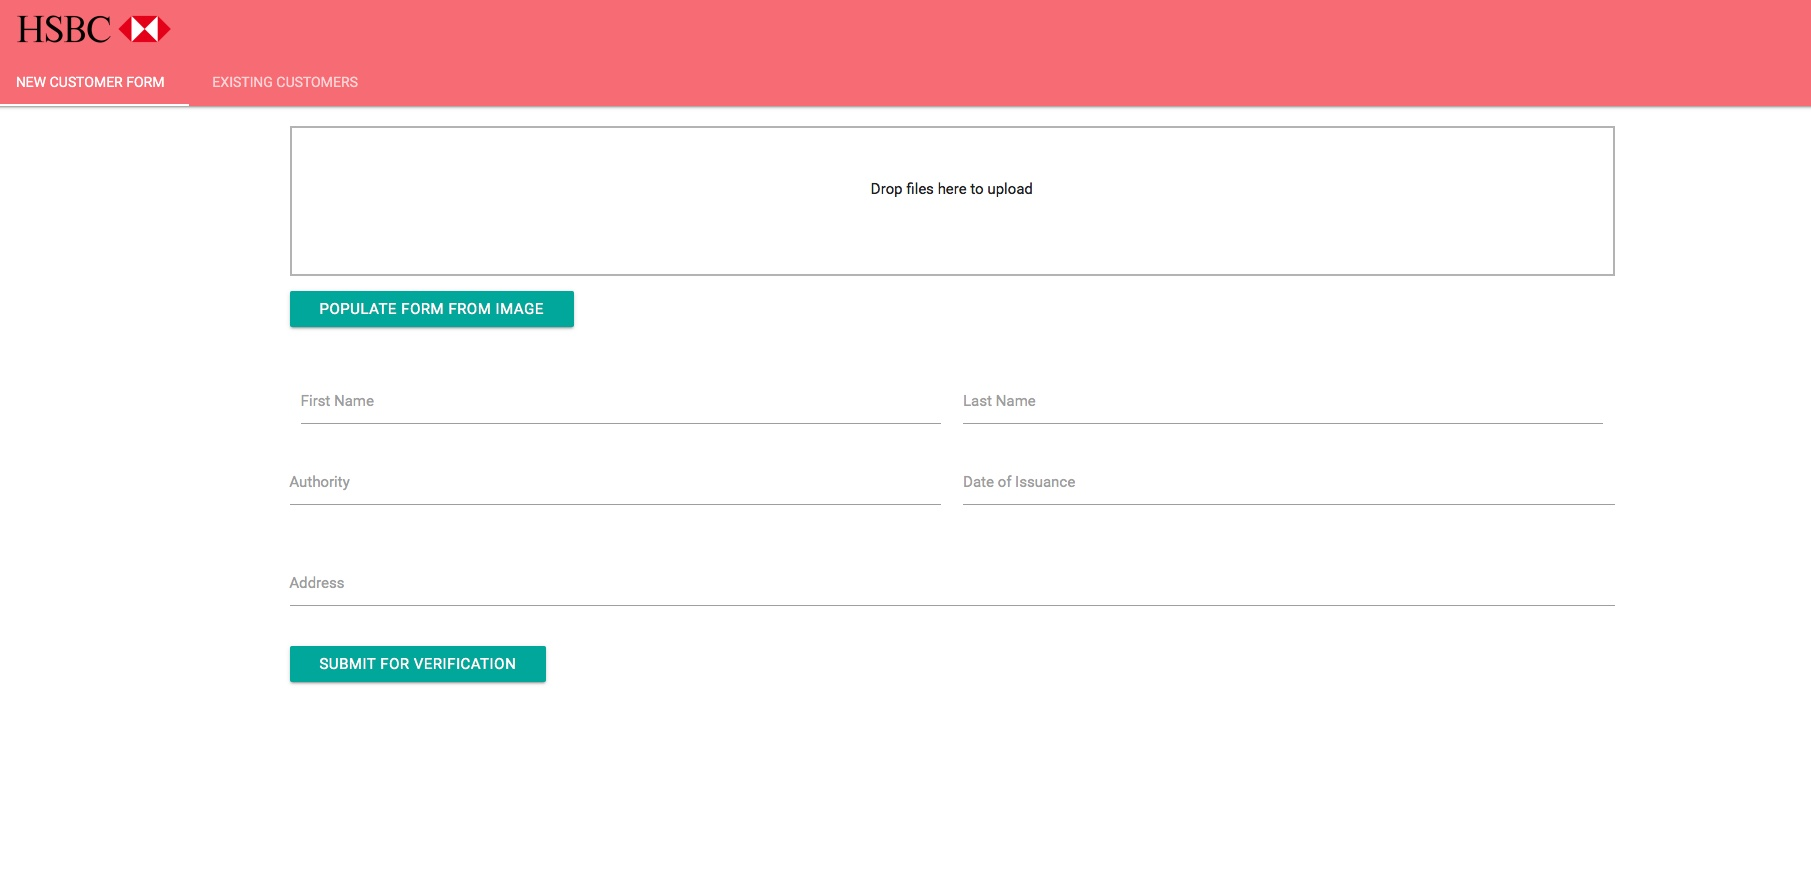 HSBC
NEW CUSTOMER FORM EXISTING CUSTOMERS
Drop files here to upload
POPULATE FORM FROM IMAGE
First Name Last Name
Authority Date of Issuance
Address
SUBMIT FOR VERIFICATION